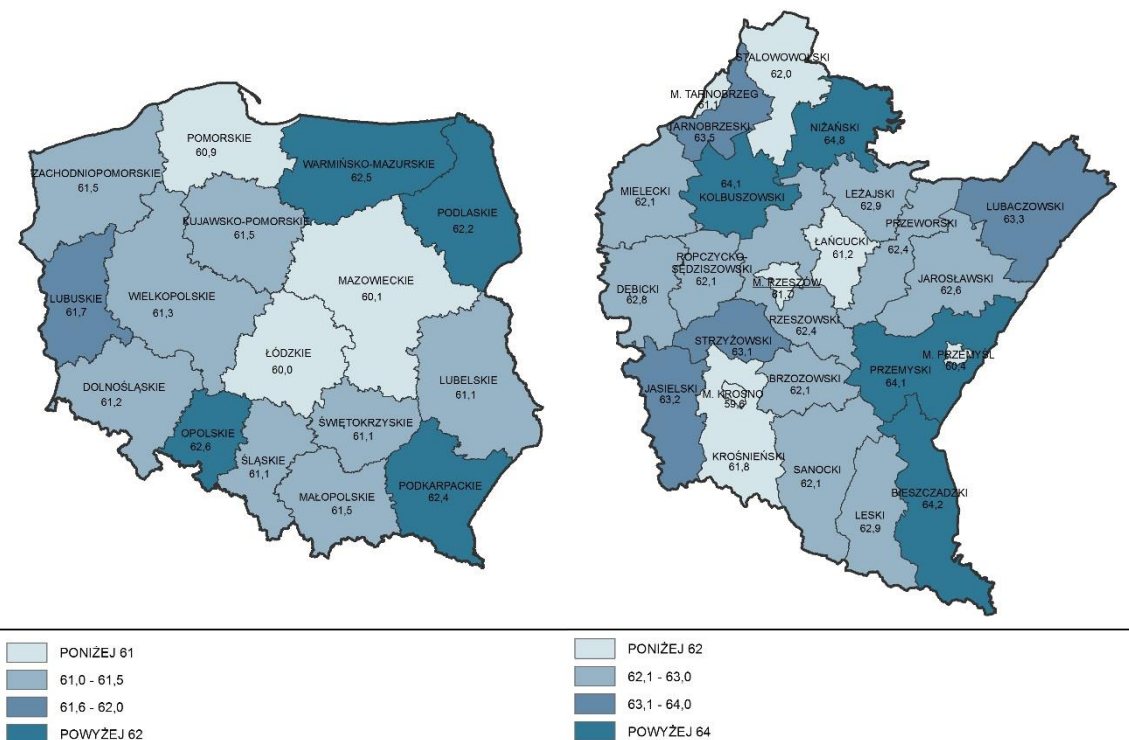 POMORSKIE
60,9
ZACHODNIOPOMORSKIE
61,5
WARMIŃSKO-MAZURSKIE
62,5
PODLASKIE
62,2
KUJAWSKO-POMORSKIE
61,5
MAZOWIECKIE
60,1
LUBUSKIE
61,7
WIELKOPOLSKIE
61,3
ŁÓDZKIE
60,0
LUBELSKIE
61,1
DOLNOŚLĄSKIE
61,2
OPOLSKIE
62,6
ŚLĄSKIE
61,1
ŚWIĘTOKRZYSKIE
61,1
MAŁOPOLSKIE
61,5
PODKARPACKIE
62,4
STALOWOWOLSKI
62,0
M. TARNOBRZEG
61,1
TARNOBRZESKI
63,5
NIŻAŃSKI
64,8
MIELECKI
62,1
64,1
KOLBUSZOWSKI
LEŻAJSKI
62,9
LUBACZOWSKI
63,3
PRZEWORSKI
62,4
ŁAŃCUCKI
61,2
ROPCZYCKO-
SĘDZISZOWSKI
62,1
DĘBICKI
62,8
M. RZESZÓW
61,7
JAROSŁAWSKI
62,6
RZESZOWSKI
62,4
STRZYŻOWSKI
63,1
M. PRZEMYŚL
60,4
PRZEMYSKI
64,1
JASIELSKI
63,2
BRZOZOWSKI
62,1
M. KROSNO
59,6
KROŚNIEŃSKI
61,8
SANOCKI
62,1
LESKI
62,9
BIESZCZADZKI
64,2
PONIŻEJ 61
61,0 - 61,5
61,6 - 62,0
POWYŻEJ 62
PONIŻEJ 62
62,1 - 63,0
63,1 - 64,0
POWYŻEJ 64